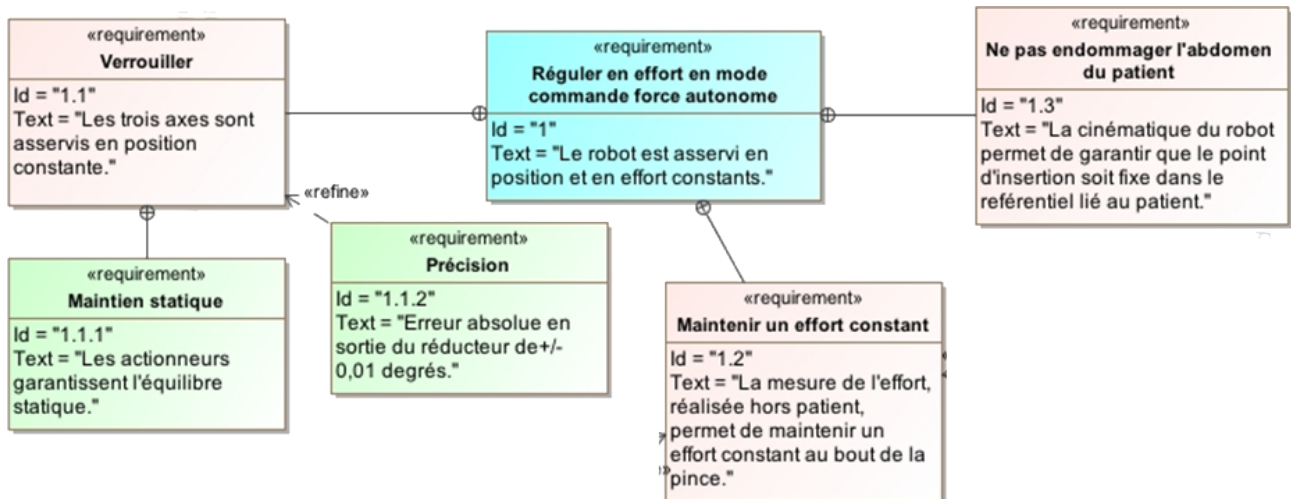 «requirement»
Verrouiller
Id = "1.1"
Text = "Les trois axes sont
asservis en position
constante."
«requirement»
Réguler en effort en mode
commande force autonome
Id = "1"
Text = "Le robot est asservi en
position et en effort constants."
«requirement»
Ne pas endommager l'abdomen
du patient
Id = "1.3"
Text = "La cinématique du robot
permet de garantir que le point
d'insertion soit fixe dans le
reférentiel lié au patient."
«refine»
«requirement»
Maintien statique
Id = "1.1.1"
Text = "Les actionneurs
garantissent l'équilibre
statique."
«requirement»
Précision
Id = "1.1.2"
Text = "Erreur absolue en
sortie du réducteur de+/-
0,01 degrés."
«requirement»
Maintenir un effort constant
Id = "1.2"
Text = "La mesure de l'effort,
réalisée hors patient,
permet de maintenir un
effort constant au bout de la
pince."